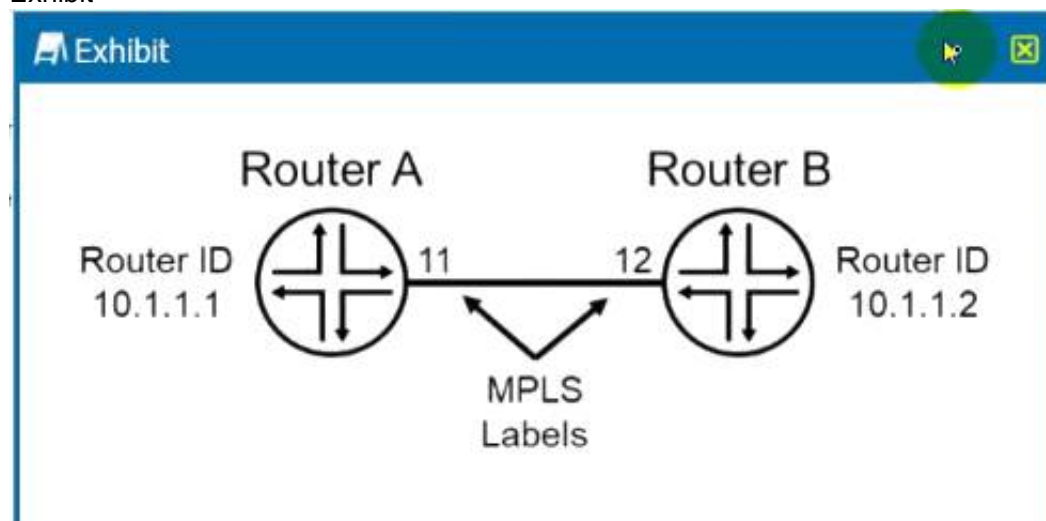 Exhibit
Router A
Router B
Router ID
10.1.1.1
11
12
Router ID
10.1.1.2
MPLS
Labels